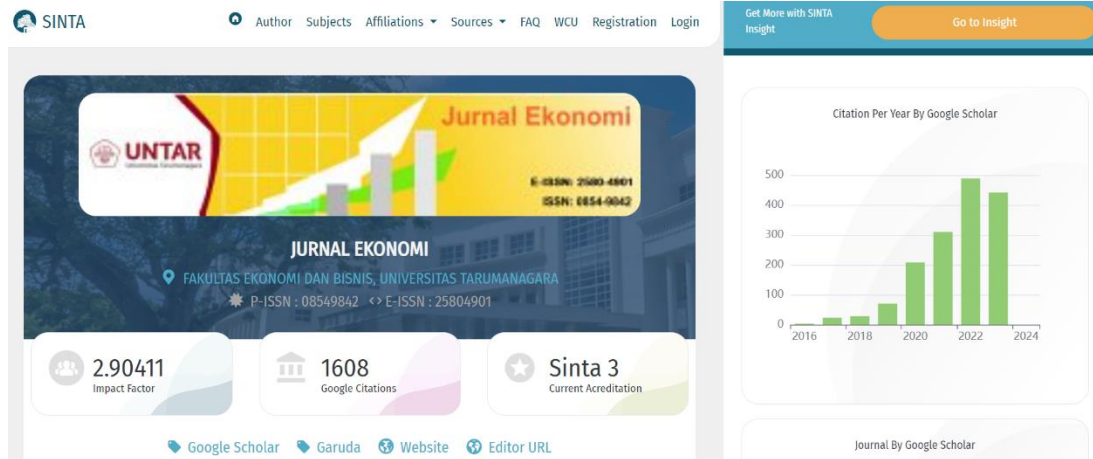 SINTA
Author Subjects Affiliations Sources FAQ WCU Registration Login
Get More with SINTA
Insight
Go to Insight
UNTAR
Jurnal Ekonomi
E-ISSN: 2580-4901
ISSN: 0854-9842
JURNAL EKONOMI
FAKULTAS EKONOMI DAN BISNIS, UNIVERSITAS TARUMANAGARA
P-ISSN : 08549842 <> E-ISSN : 25804901
2.90411
Impact Factor
1608
Google Citations
Sinta 3
Current Acreditation
Google Scholar Garuda Website Editor URL
Citation Per Year By Google Scholar
500
400
300
200
100
0
2016 2018 2020 2022 2024
Journal By Google Scholar